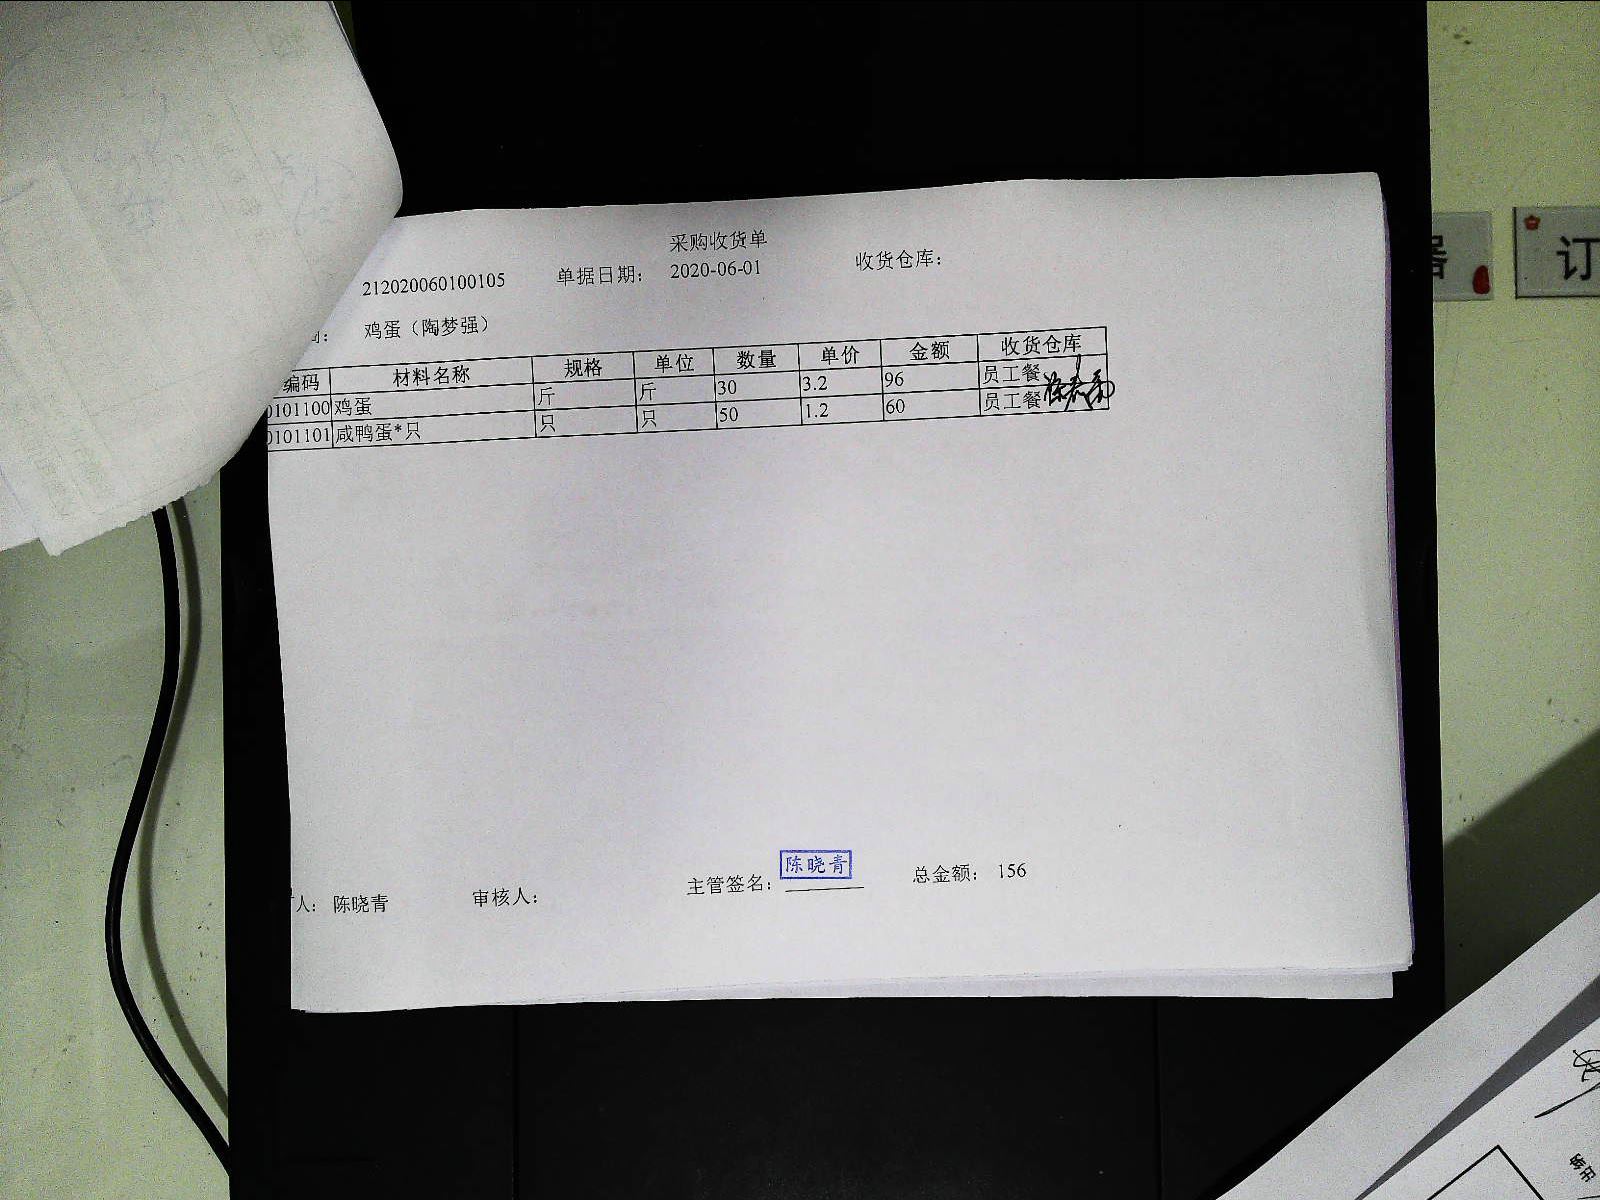 采购收货单
212020060100105 单据日期: 2020-06-01 收货仓库:
鸡蛋（陶梦强）
编码 材料名称 规格 单位 数量 单价 金额 收货仓库
0101100 鸡蛋 斤 斤 30 3.2 96 员工餐
0101101 咸鸭蛋*只 只 只 50 1.2 60 员工餐
人: 陈晓青 审核人: 主管签名: 陈晓青 总金额: 156
订